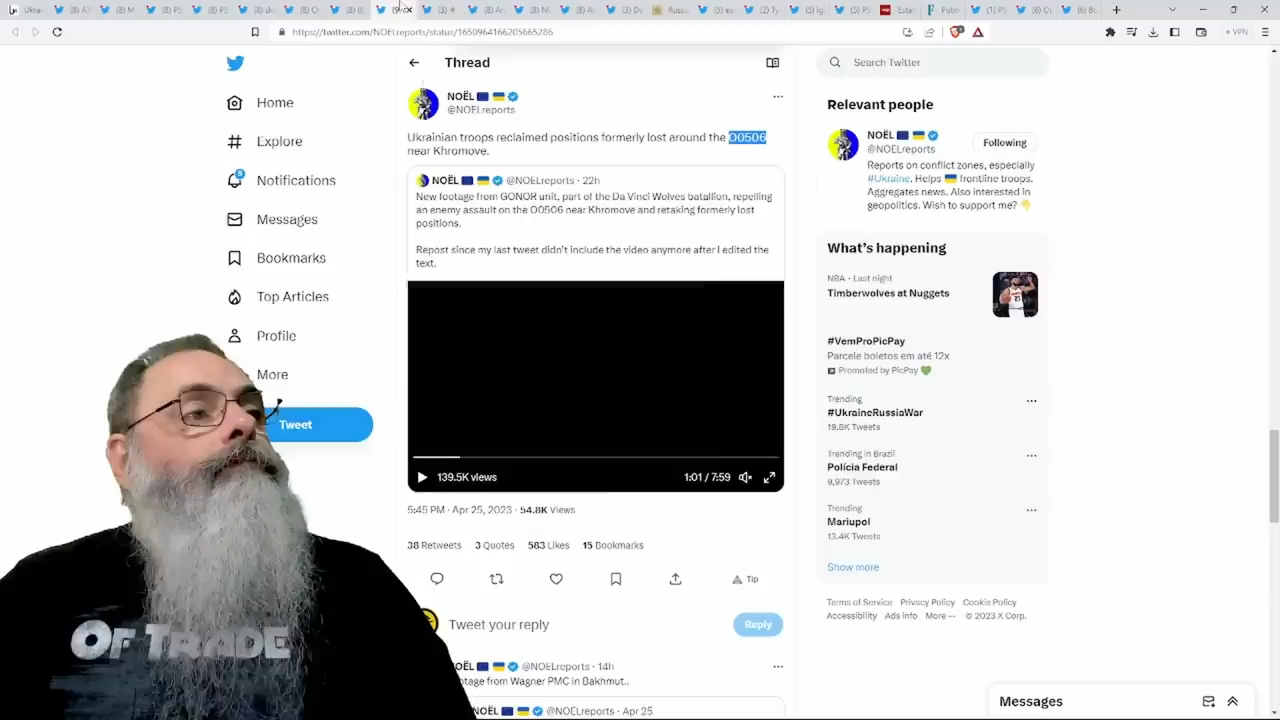 https://twitter.com/NOELreports/status/1650964166205665286
VPN
Home
Explore
9
Notifications
Messages
Bookmarks
Top Articles
Profile
More
Tweet
OF TRADE
Thread
NOËL
@NOELreports
Ukrainian troops reclaimed positions formerly lost around the O0506
near Khromove.
NOËL @NOELreports · 22h
New footage from GONOR unit, part of the Da Vinci Wolves batallion, repelling
an enemy assault on the O0506 near Khromove and retaking formerly lost
positions.
Repost since my last tweet didn't include the video anymore after I edited the
text.
139.5K views
1:01 / 7:59
5:45 PM · Apr 25, 2023 · 54.8K Views
38 Retweets 3 Quotes 583 Likes 15 Bookmarks
Tip
Tweet your reply
Reply
OËL @NOELreports · 14h
otage from Wagner PMC in Bakhmut..
OËL @NOELreports · Apr 25
Search Twitter
Relevant people
NOËL
@NOELreports
Following
Reports on conflict zones, especially
#Ukraine. Helps frontline troops.
Aggregates news. Also interested in
geopolitics. Wish to support me?
What's happening
NBA · Last night
Timberwolves at Nuggets
#VemProPicPay
Parcele boletos em até 12x
Promoted by PicPay
Trending
#UkraineRussiaWar
19.8K Tweets
Trending in Brazil
Polícia Federal
9,973 Tweets
Trending
Mariupol
13.4K Tweets
Show more
Terms of Service Privacy Policy Cookie Policy
Accessibility Ads info More ··· © 2023 X Corp.
Messages